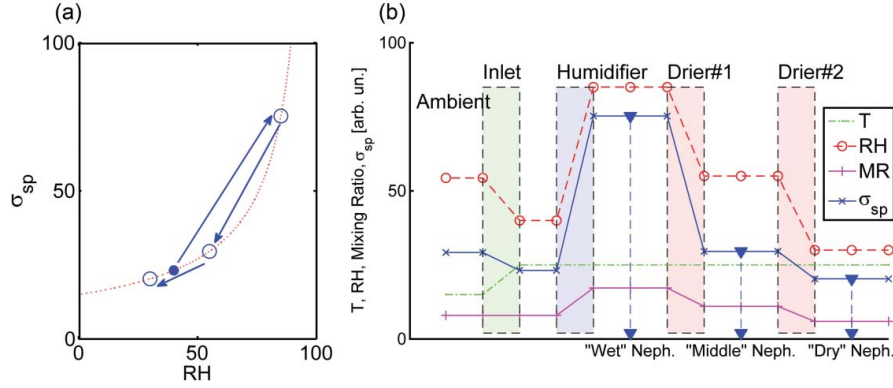 (a)
100
50
0
σsp
0
50
100
RH
(b)
100
50
0
T, RH, Mixing Ratio, σsp [arb. un.]
Ambient
Inlet
Humidifier
Drier#1
Drier#2
T
RH
MR
σsp
"Wet" Neph.
"Middle" Neph.
"Dry" Neph.